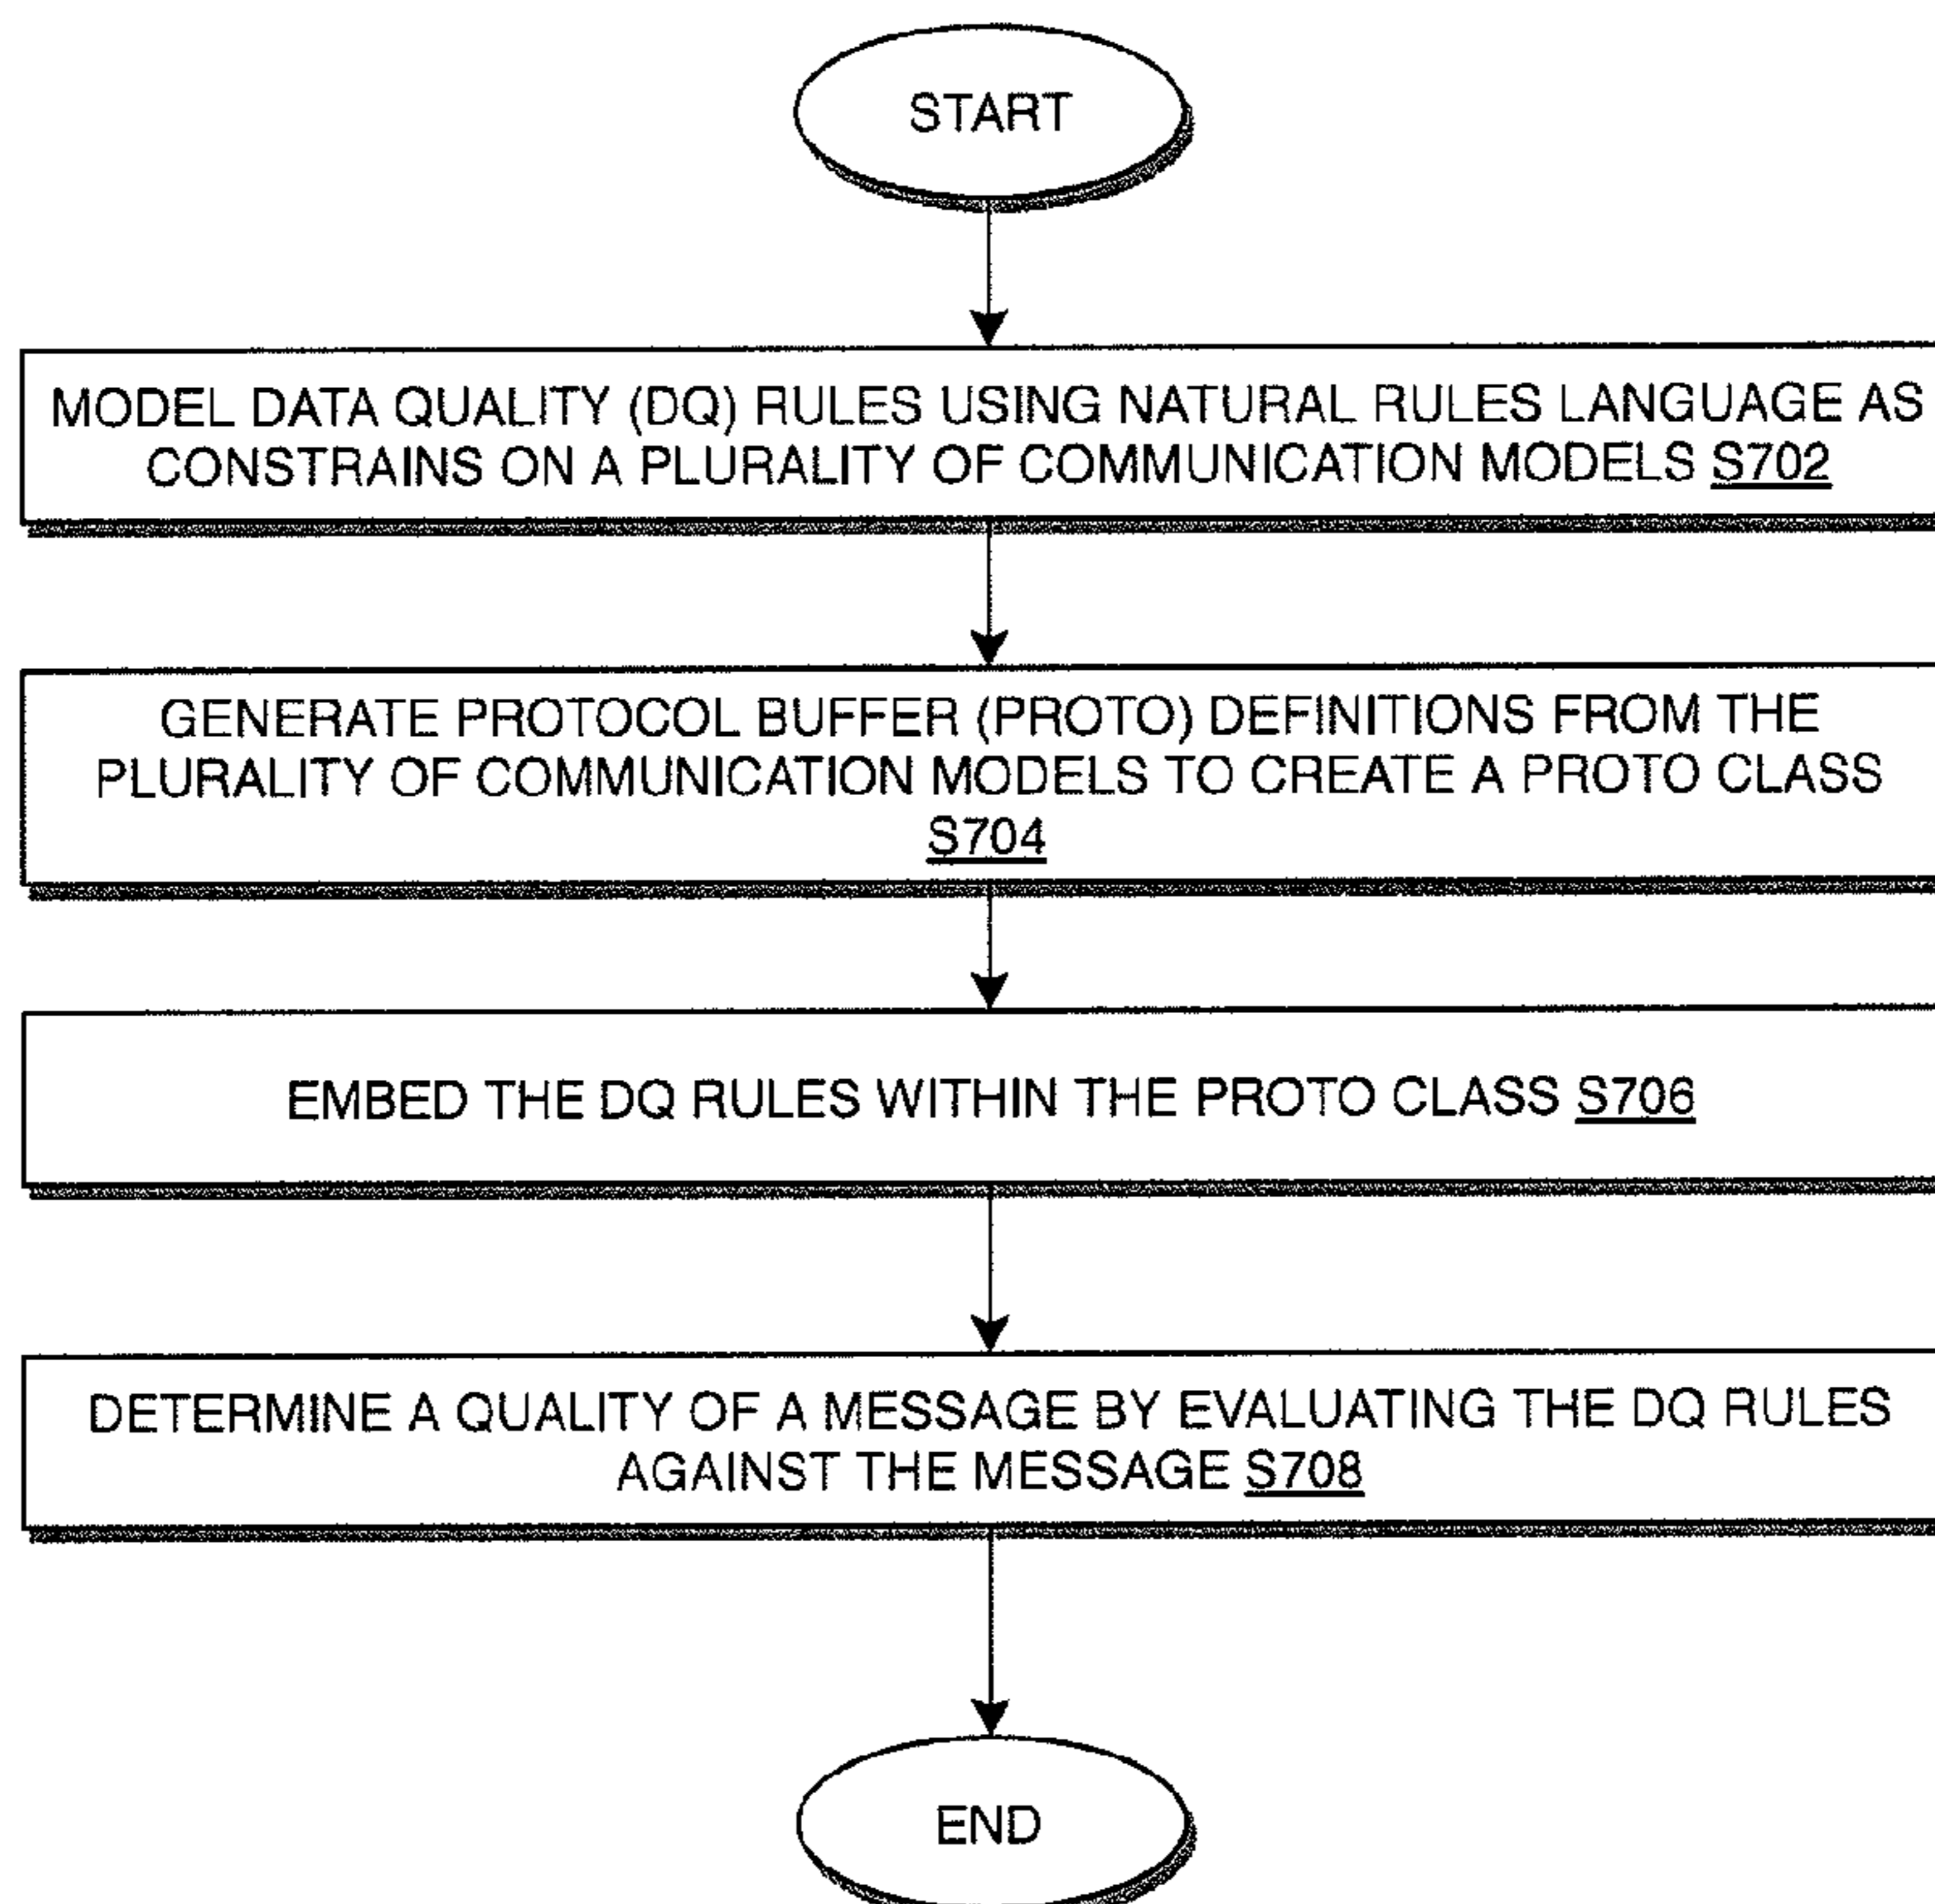 START
MODEL DATA QUALITY (DQ) RULES USING NATURAL RULES LANGUAGE AS
CONSTRAINS ON A PLURALITY OF COMMUNICATION MODELS S702
GENERATE PROTOCOL BUFFER (PROTO) DEFINITIONS FROM THE
PLURALITY OF COMMUNICATION MODELS TO CREATE A PROTO CLASS
S704
EMBED THE DQ RULES WITHIN THE PROTO CLASS S706
DETERMINE A QUALITY OF A MESSAGE BY EVALUATING THE DQ RULES
AGAINST THE MESSAGE S708
END